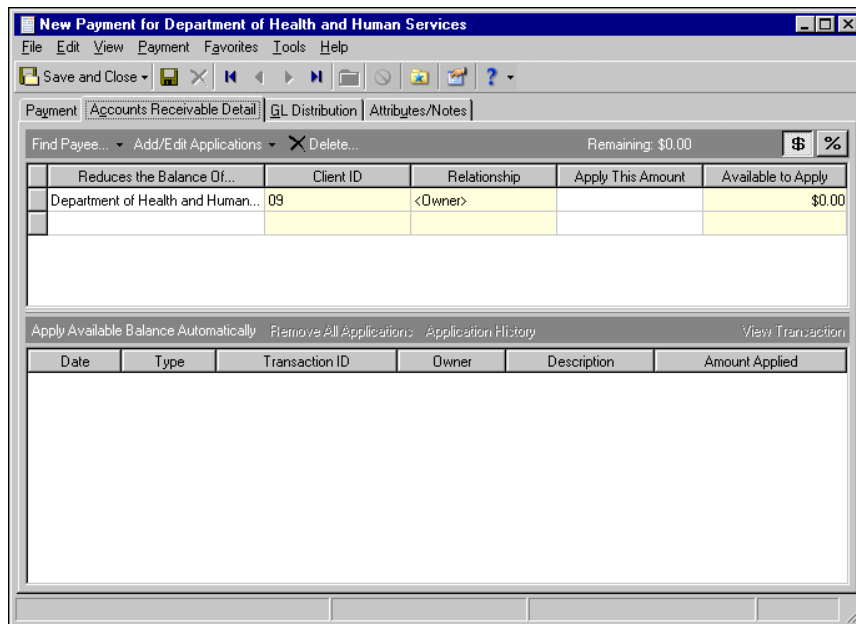 New Payment for Department of Health and Human Services
File Edit View Payment Favorites Tools Help
Save and Close ?
Payment Accounts Receivable Detail GL Distribution Attributes/Notes
Find Payee... Add/Edit Applications Delete... Remaining: $0.00 $ %
Reduces the Balance Of... Client ID Relationship Apply This Amount Available to Apply
Department of Health and Human... 09 <Owner> $0.00
Apply Available Balance Automatically Remove All Applications Application History View Transaction
Date Type Transaction ID Owner Description Amount Applied